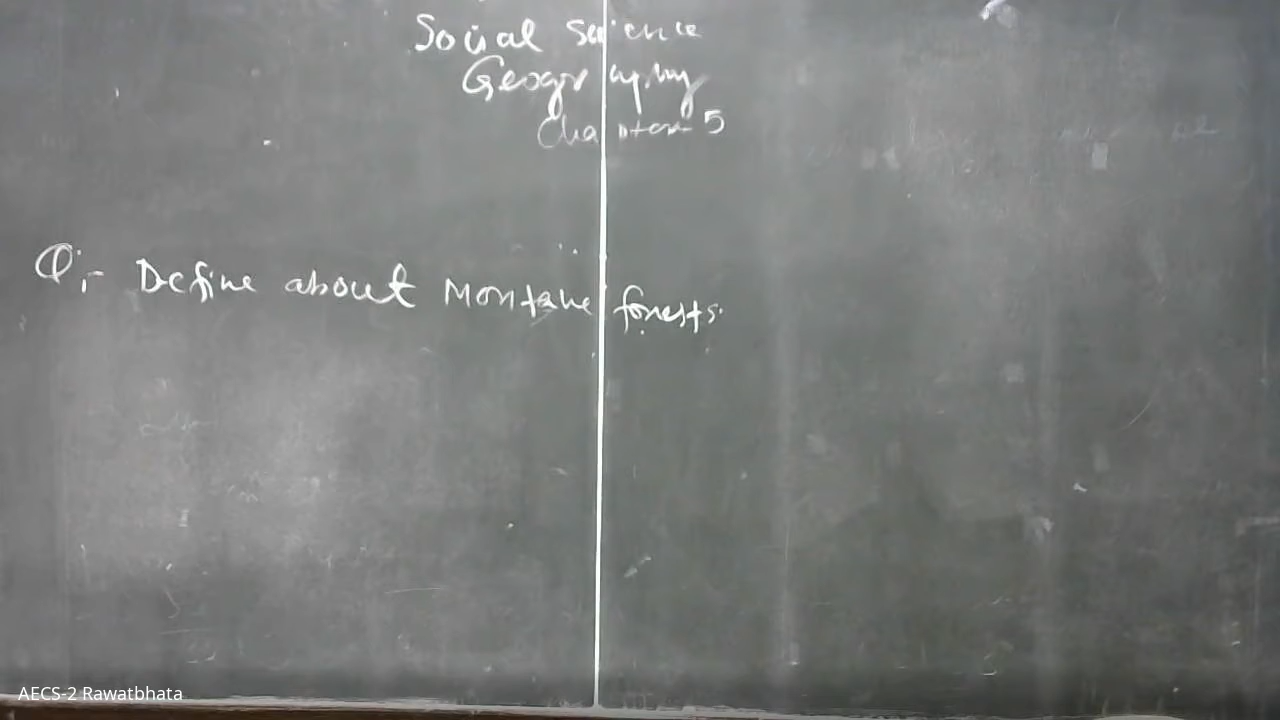 Social Science
Geography
Chapter 5
Q:- Define about Montane forests.
AECS-2 Rawatbhata